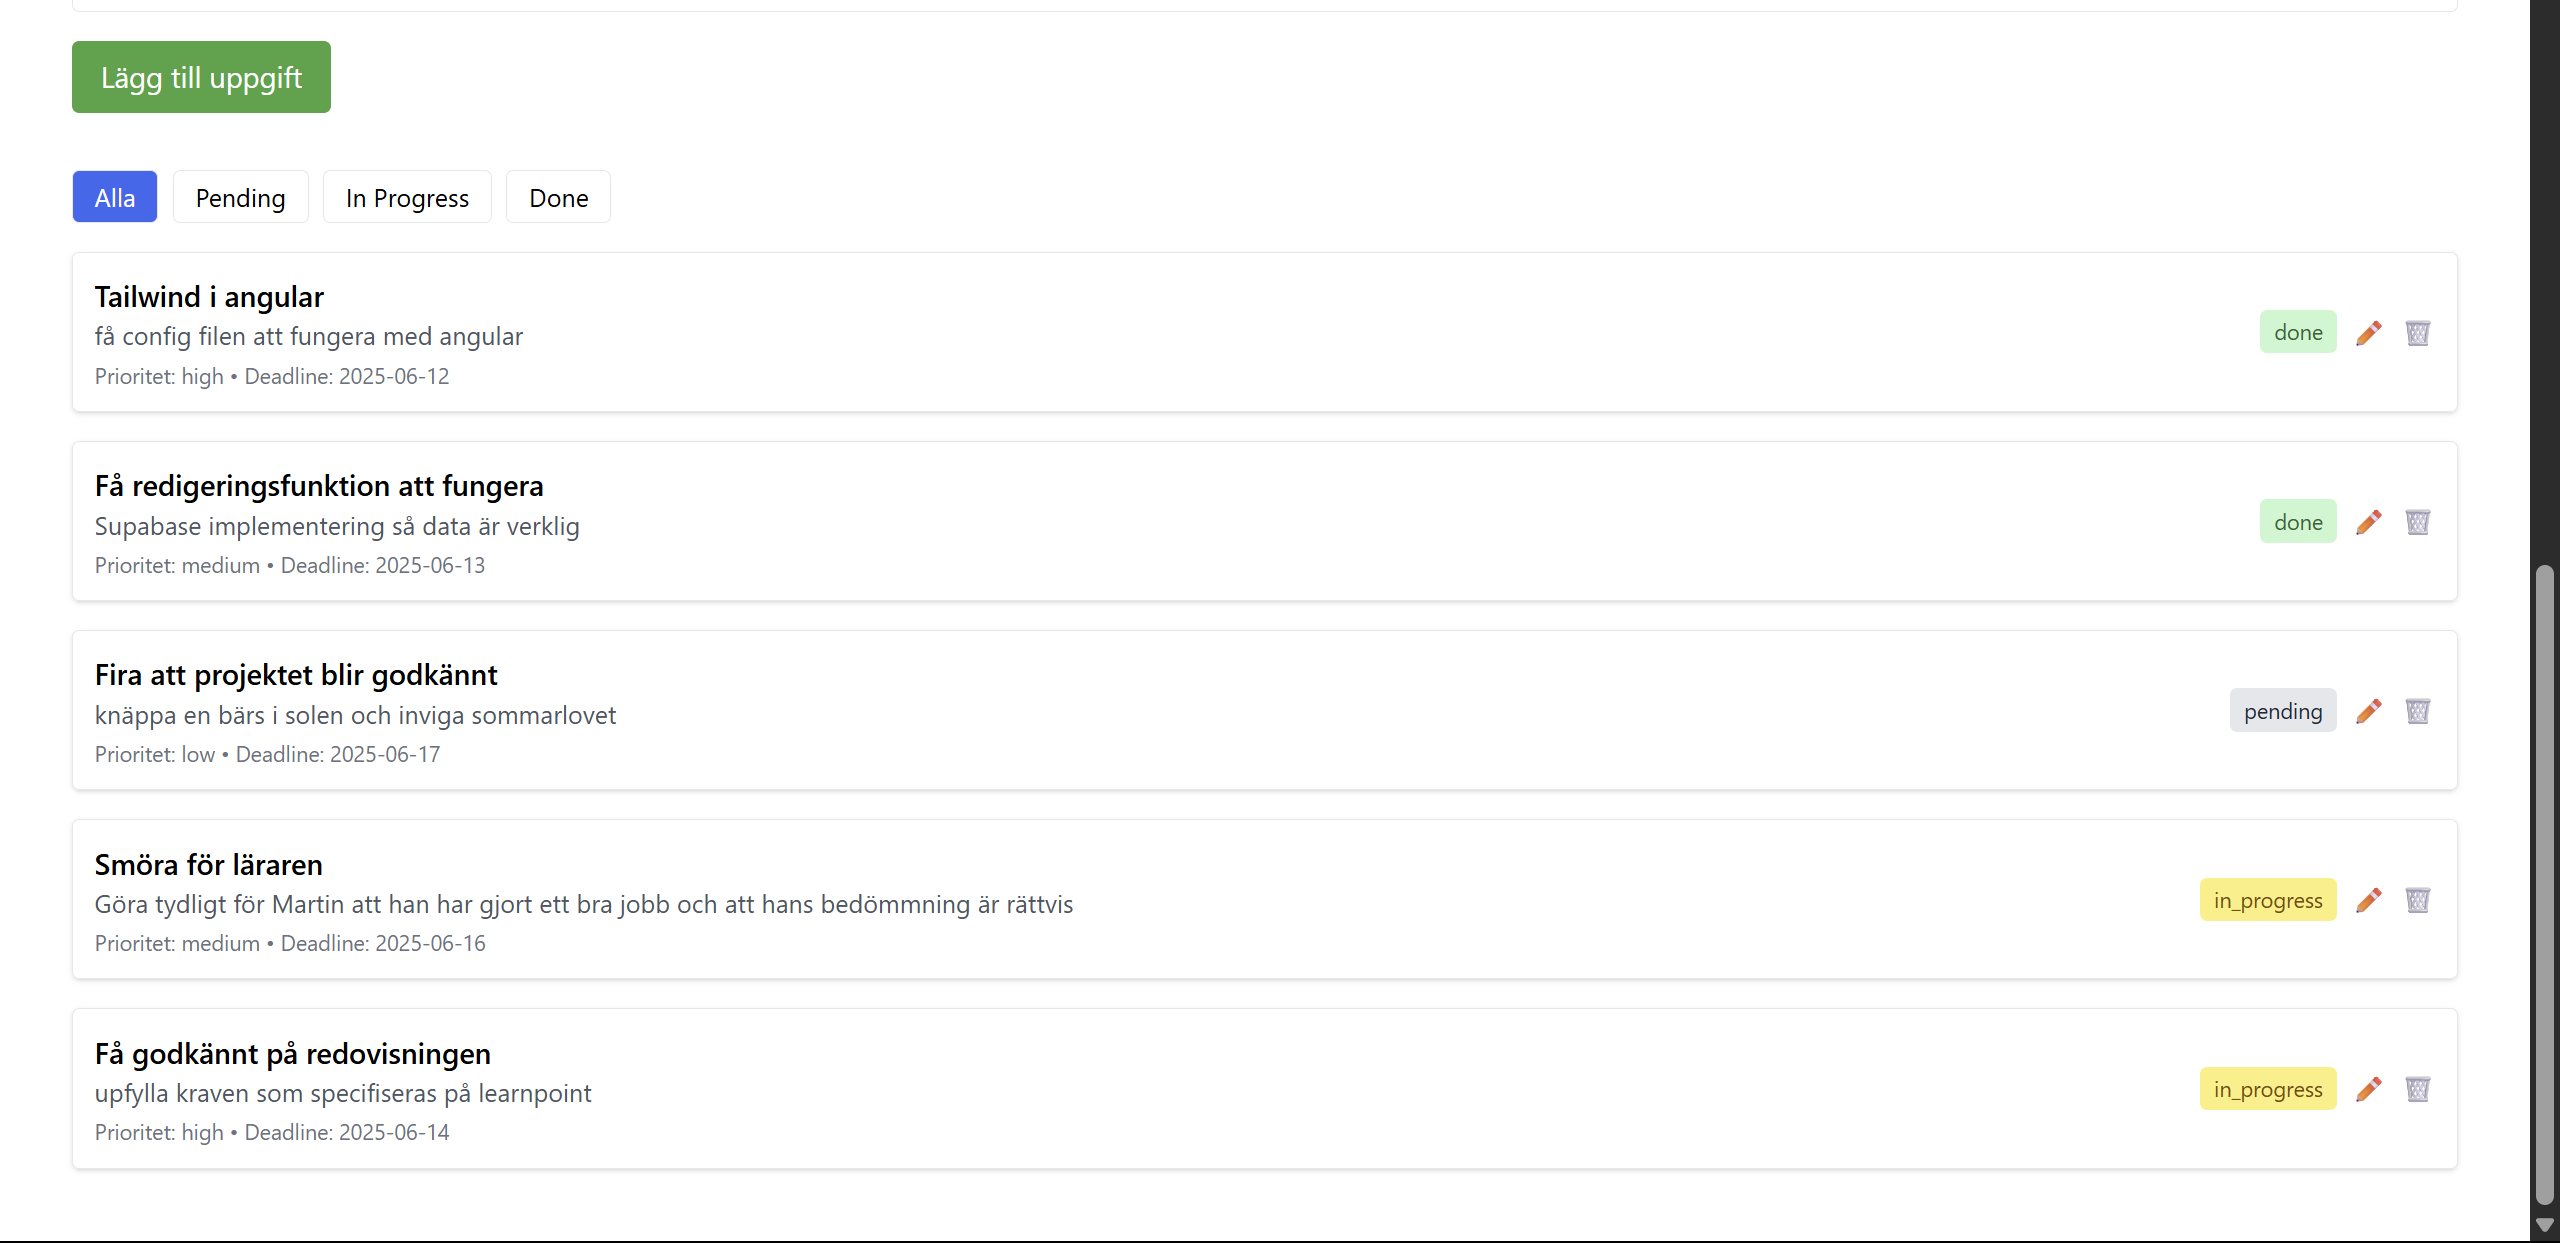 Lägg till uppgift
Alla Pending In Progress Done
Tailwind i angular
få config filen att fungera med angular
Prioritet: high • Deadline: 2025-06-12
done
Få redigeringsfunktion att fungera
Supabase implementering så data är verklig
Prioritet: medium • Deadline: 2025-06-13
done
Fira att projektet blir godkännt
knäppa en bärs i solen och inviga sommarlovet
Prioritet: low • Deadline: 2025-06-17
pending
Smöra för läraren
Göra tydligt för Martin att han har gjort ett bra jobb och att hans bedömmning är rättvis
Prioritet: medium • Deadline: 2025-06-16
in_progress
Få godkännt på redovisningen
upfylla kraven som specifiseras på learnpoint
Prioritet: high • Deadline: 2025-06-14
in_progress